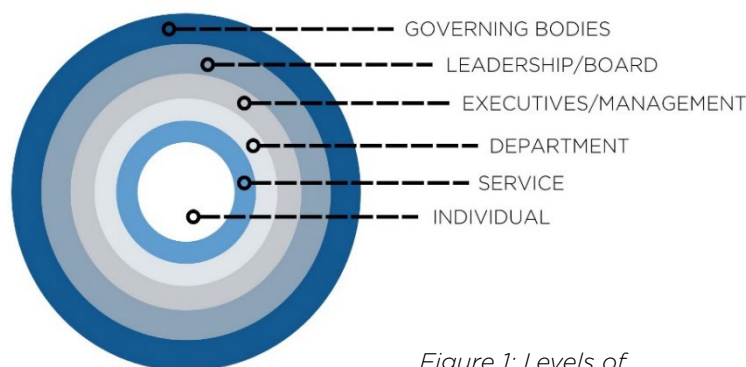 GOVERNING BODIES
LEADERSHIP/BOARD
EXECUTIVES/MANAGEMENT
DEPARTMENT
SERVICE
INDIVIDUAL
Figure 1: Levels of